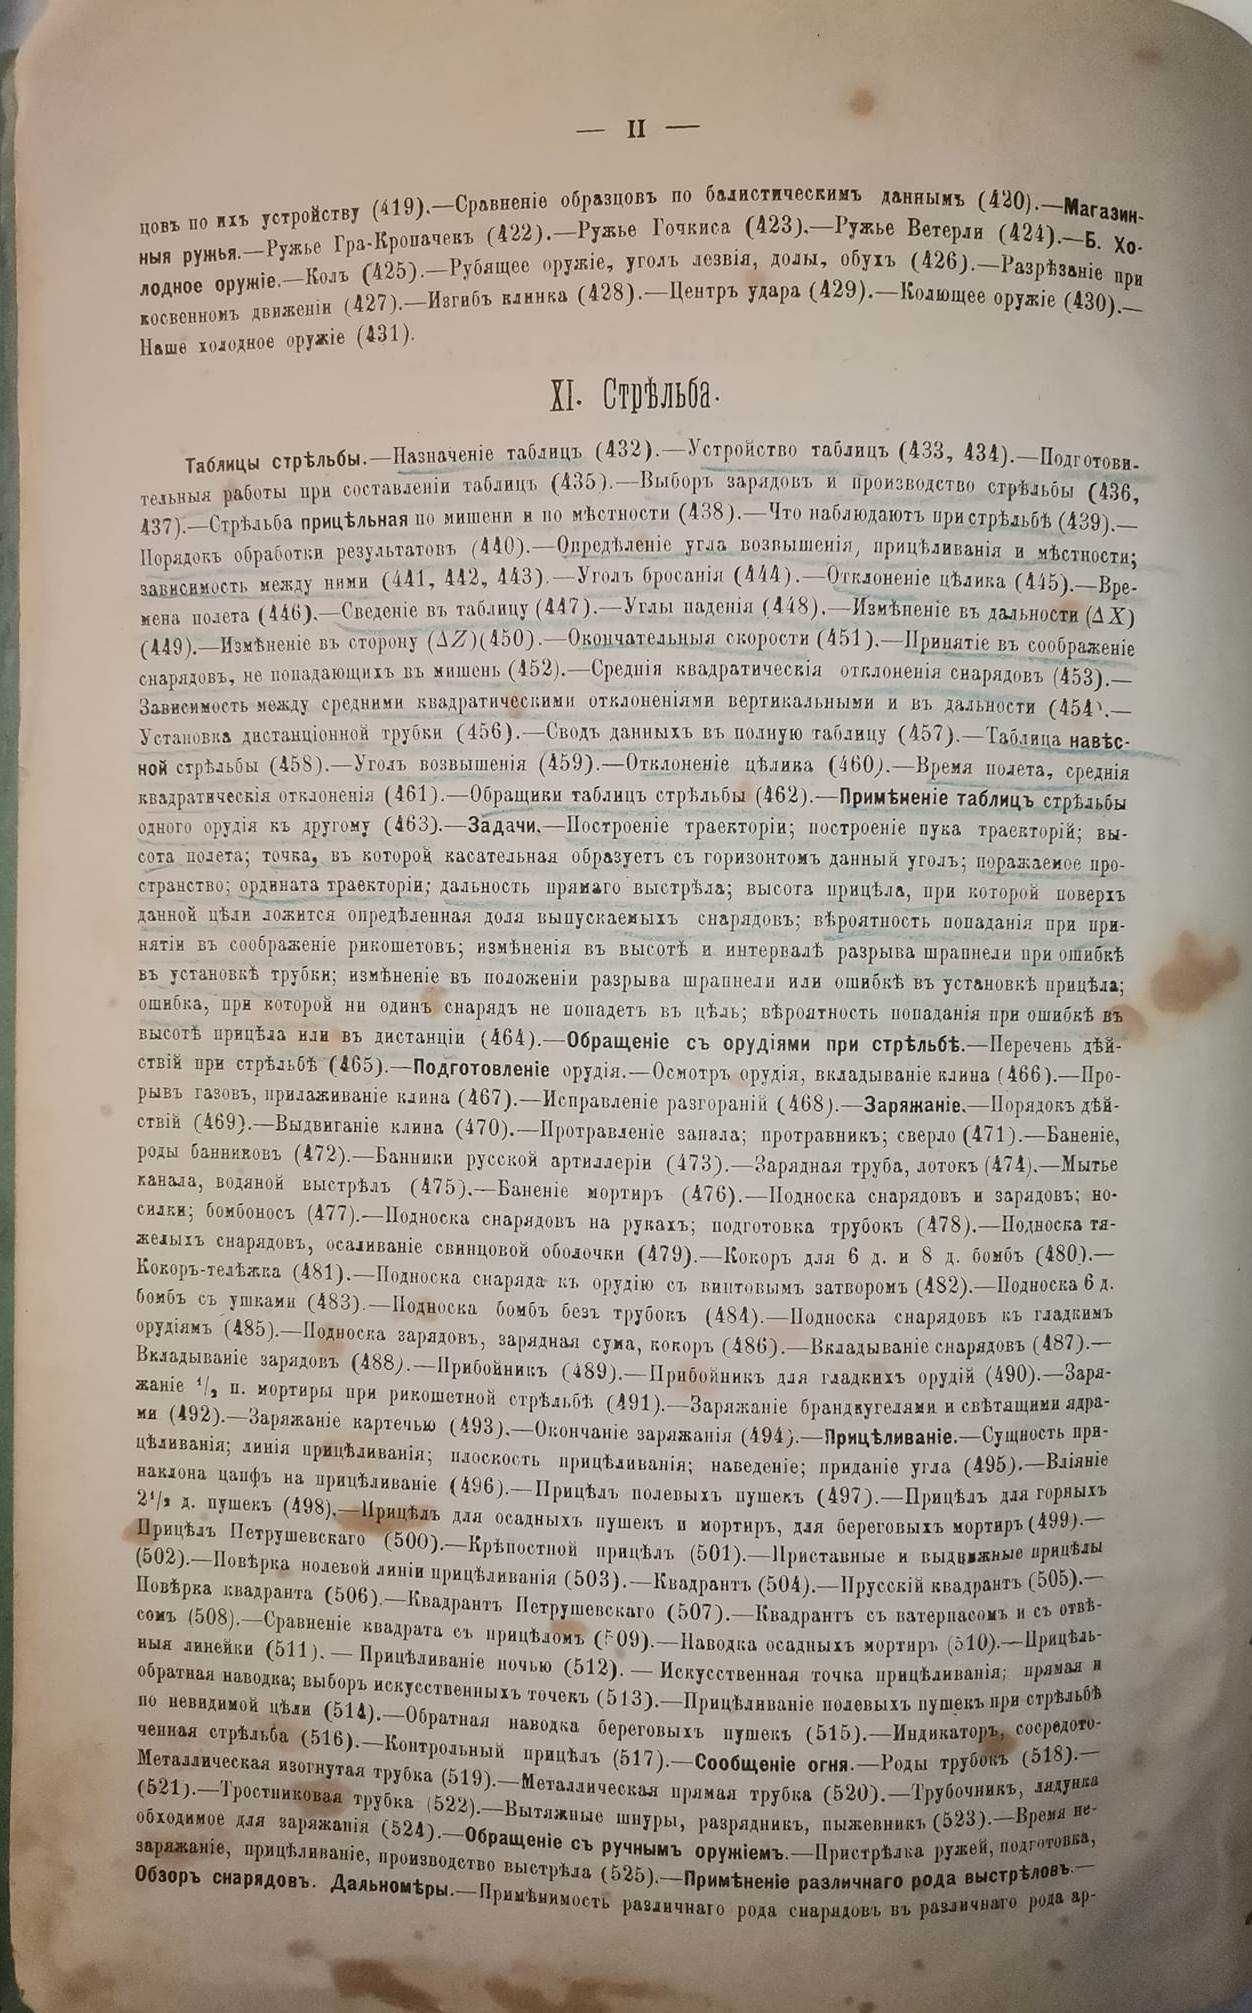 — II —
цовъ по ихъ устройству (419).—Сравненіе образцовъ по балистическимъ даннымъ (420).—Магазин-
ныя ружья.—Ружье Гра-Кропачекъ (422).—Ружье Гочкиса (423).—Ружье Ветерли (424).—Б. Хо-
лодное оружіе.—Колъ (425).—Рубящее оружіе, уголъ лезвія, долы, обухъ (426).—Разрѣзаніе при
косвенномъ движеніи (427).—Изгибъ клинка (428).—Центръ удара (429).—Колющее оружіе (430).—
Наше холодное оружіе (431).
XI. Стрѣльба.
Таблицы стрѣльбы.—Назначеніе таблицъ (432).—Устройство таблицъ (433, 434).—Подготови-
тельныя работы при составленіи таблицъ (435).—Выборъ зарядовъ и производство стрѣльбы (436,
437).—Стрѣльба прицѣльная по мишени и по мѣстности (438).—Что наблюдаютъ при стрѣльбѣ (439).—
Порядокъ обработки результатовъ (440).—Опредѣленіе угла возвышенія, прицѣливанія и мѣстности;
зависимость между ними (441, 442, 443).—Уголъ бросанія (444).—Отклоненіе цѣлика (445).—Вре-
мена полета (446).—Сведеніе въ таблицу (447).—Углы паденія (448).—Измѣненіе въ дальности (ΔX)
(449).—Измѣненіе въ сторону (ΔZ)(450).—Окончательныя скорости (451).—Принятіе въ соображеніе
снарядовъ, не попадающихъ въ мишень (452).—Среднія квадратическія отклоненія снарядовъ (453).—
Зависимость между средними квадратическими отклоненіями вертикальными и въ дальности (454).—
Установка дистанціонной трубки (456).—Сводъ данныхъ въ полную таблицу (457).—Таблица навѣс-
ной стрѣльбы (458).—Уголъ возвышенія (459).—Отклоненіе цѣлика (460).—Время полета, среднія
квадратическія отклоненія (461).—Обращики таблицъ стрѣльбы (462).—Примѣненіе таблицъ стрѣльбы
одного орудія къ другому (463).—Задачи.—Построеніе траекторіи; построеніе пука траекторій; вы-
сота полета; точка, въ которой касательная образуетъ съ горизонтомъ данный уголъ; поражаемое про-
странство; ордината траекторіи; дальность прямаго выстрѣла; высота прицѣла, при которой поверхъ
данной цѣли ложится опредѣленная доля выпускаемыхъ снарядовъ; вѣроятность попаданія при при-
нятіи въ соображеніе рикошетовъ; измѣненія въ высотѣ и интервалѣ разрыва шрапнели при ошибкѣ
въ установкѣ трубки; измѣненіе въ положеніи разрыва шрапнели или ошибкѣ въ установкѣ прицѣла;
ошибка, при которой ни одинъ снарядъ не попадетъ въ цѣль; вѣроятность попаданія при ошибкѣ въ
высотѣ прицѣла или въ дистанціи (464).—Обращеніе съ орудіями при стрѣльбѣ.—Перечень дѣй-
ствій при стрѣльбѣ (465).—Подготовленіе орудія.—Осмотръ орудія, вкладываніе клина (466).—Про-
рывъ газовъ, прилаживаніе клина (467).—Исправленіе разгораній (468).—Заряжаніе.—Порядокъ дѣй-
ствій (469).—Выдвиганіе клина (470).—Протравленіе запала; протравникъ; сверло (471).—Баненіе,
роды банниковъ (472).—Банники русской артиллеріи (473).—Зарядная труба, лотокъ (474).—Мытье
канала, водяной выстрѣлъ (475).—Баненіе мортиръ (476).—Подноска снарядовъ и зарядовъ; но-
силки; бомбоносъ (477).—Подноска снарядовъ на рукахъ; подготовка трубокъ (478).—Подноска тя-
желыхъ снарядовъ, осаливаніе свинцовой оболочки (479).—Кокоръ для 6 д. и 8 д. бомбъ (480).—
Кокоръ-телѣжка (481).—Подноска снаряда къ орудію съ винтовымъ затворомъ (482).—Подноска 6 д.
бомбъ съ ушками (483).—Подноска бомбъ безъ трубокъ (484).—Подноска снарядовъ къ гладкимъ
орудіямъ (485).—Подноска зарядовъ, зарядная сума, кокоръ (486).—Вкладываніе снарядовъ (487).—
Вкладываніе зарядовъ (488).—Прибойникъ (489).—Прибойникъ для гладкихъ орудій (490).—Заря-
жаніе ¹/₂ п. мортиры при рикошетной стрѣльбѣ (491).—Заряжаніе брандкугелями и свѣтящими ядра-
ми (492).—Заряжаніе картечью (493).—Окончаніе заряжанія (494).—Прицѣливаніе.—Сущность при-
цѣливанія; линія прицѣливанія; плоскость прицѣливанія; наведеніе; приданіе угла (495).—Вліяніе
наклона цапфъ на прицѣливаніе (496).—Прицѣлъ полевыхъ пушекъ (497).—Прицѣлъ для горныхъ
2¹/₂ д. пушекъ (498).—Прицѣлъ для осадныхъ пушекъ и мортиръ, для береговыхъ мортиръ (499).—
Прицѣлъ Петрушевскаго (500).—Крѣпостной прицѣлъ (501).—Приставные и выдвижные прицѣлы
(502).—Повѣрка нолевой линіи прицѣливанія (503).—Квадрантъ (504).—Прусскій квадрантъ (505).—
Повѣрка квадранта (506).—Квадрантъ Петрушевскаго (507).—Квадрантъ съ ватерпасомъ и съ отвѣ-
сомъ (508).—Сравненіе квадрата съ прицѣломъ (509).—Наводка осадныхъ мортиръ (510).—Прицѣль-
ныя линейки (511).—Прицѣливаніе ночью (512).—Искусственная точка прицѣливанія; прямая и
обратная наводка; выборъ искусственныхъ точекъ (513).—Прицѣливаніе полевыхъ пушекъ при стрѣльбѣ
по невидимой цѣли (514).—Обратная наводка береговыхъ пушекъ (515).—Индикаторъ, сосредото-
ченная стрѣльба (516).—Контрольный прицѣлъ (517).—Сообщеніе огня.—Роды трубокъ (518).—
Металлическая изогнутая трубка (519).—Металлическая прямая трубка (520).—Трубочникъ, лядунка
(521).—Тростниковая трубка (522).—Вытяжные шнуры, разрядникъ, пыжевникъ (523).—Время не-
обходимое для заряжанія (524).—Обращеніе съ ручнымъ оружіемъ.—Пристрѣлка ружей, подготовка,
заряжаніе, прицѣливаніе, производство выстрѣла (525).—Примѣненіе различнаго рода выстрѣловъ.—
Обзоръ снарядовъ. Дальномѣры.—Примѣнимость различнаго рода снарядовъ въ различнаго рода ар-